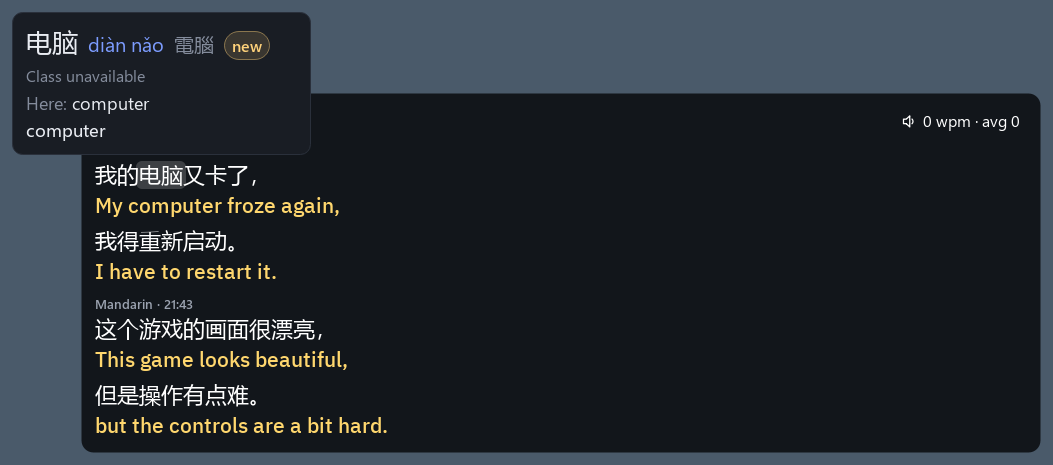 电脑 diàn nǎo 電腦 new
Class unavailable
Here: computer
computer
0 wpm · avg 0
我的电脑又卡了，
My computer froze again,
我得重新启动。
I have to restart it.
Mandarin · 21:43
这个游戏的画面很漂亮，
This game looks beautiful,
但是操作有点难。
but the controls are a bit hard.